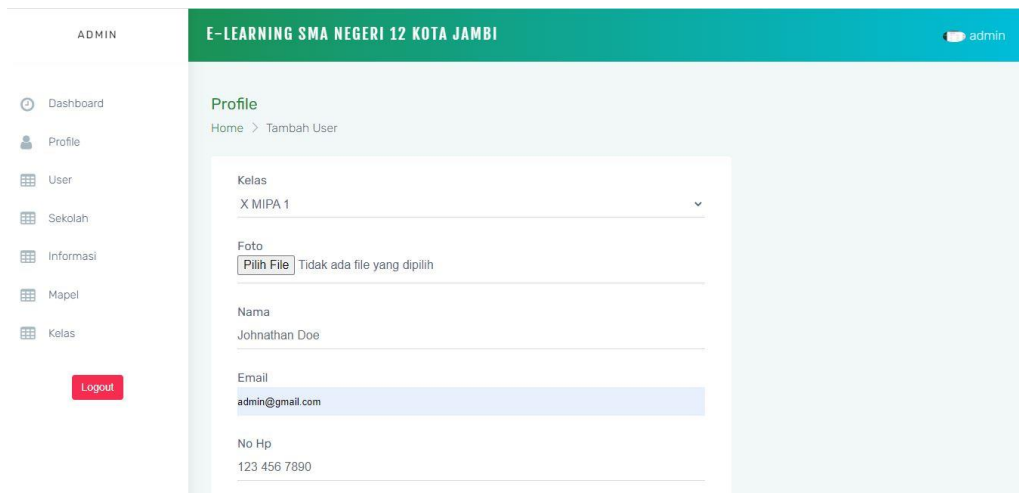 ADMIN
E-LEARNING SMA NEGERI 12 KOTA JAMBI
admin
Dashboard
Profile
User
Sekolah
Informasi
Mapel
Kelas
Logout
Profile
Home > Tambah User
Kelas
X MIPA 1
Foto
Pilih File Tidak ada file yang dipilih
Nama
Johnathan Doe
Email
admin@gmail.com
No Hp
123 456 7890